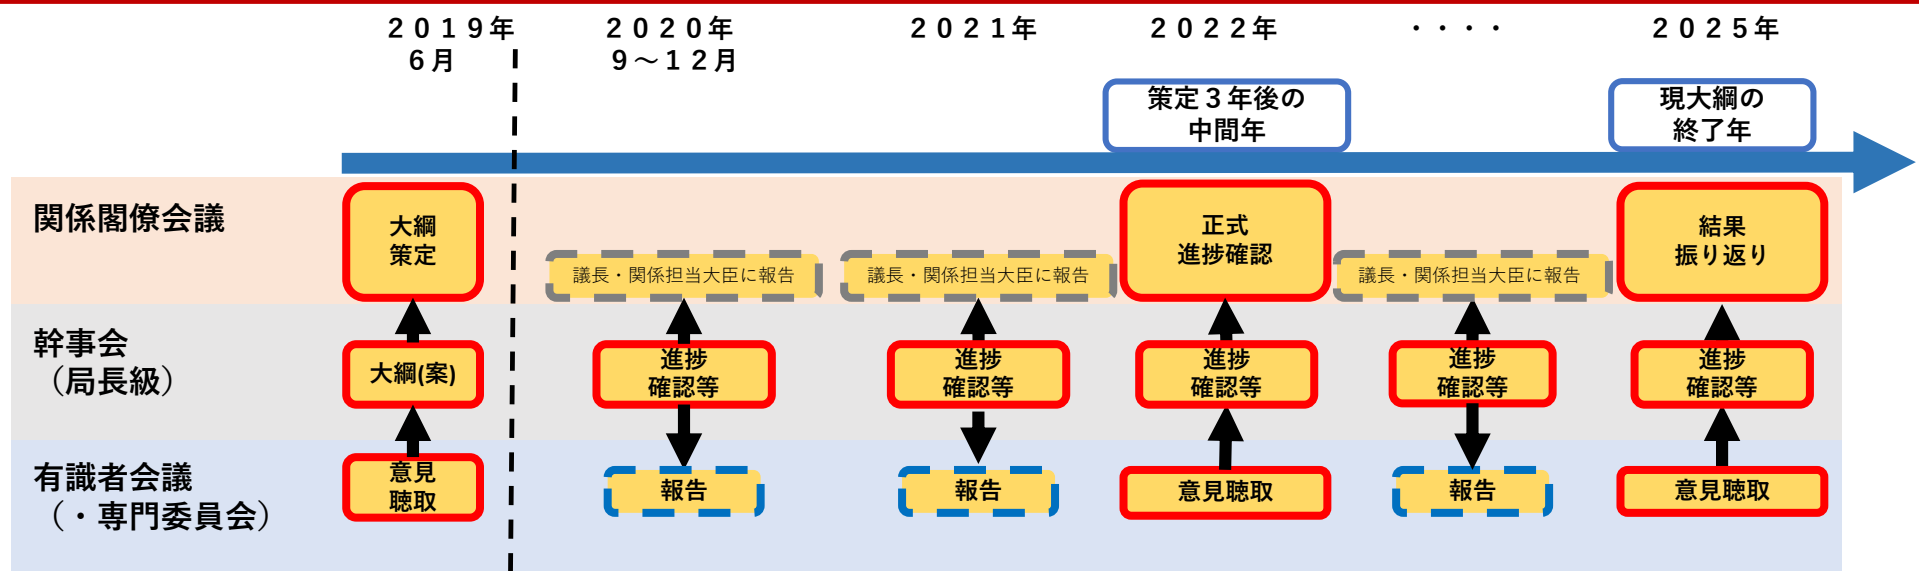 ２０１９年
６月
２０２０年
９～１２月
２０２１年
２０２２年
・・・・
２０２５年
策定３年後の
中間年
現大綱の
終了年
関係閣僚会議
大綱
策定
議長・関係担当大臣に報告
議長・関係担当大臣に報告
正式
進捗確認
議長・関係担当大臣に報告
結果
振り返り
幹事会
（局長級）
大綱(案)
進捗
確認等
進捗
確認等
進捗
確認等
進捗
確認等
進捗
確認等
有識者会議
（・専門委員会）
意見
聴取
報告
報告
意見聴取
報告
意見聴取